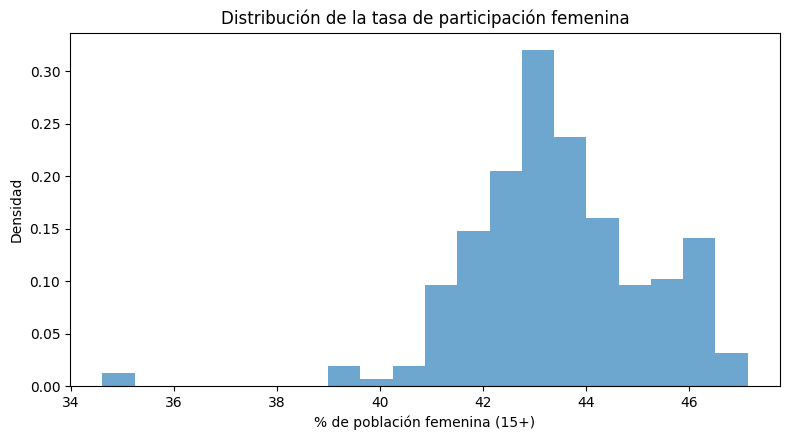 Distribución de la tasa de participación femenina
Densidad
0.30
0.25
0.20
0.15
0.10
0.05
0.00
34 36 38 40 42 44 46
% de población femenina (15+)